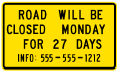 ROAD WILL BE
CLOSED MONDAY
FOR 27 DAYS
INFO: 555-555-1212